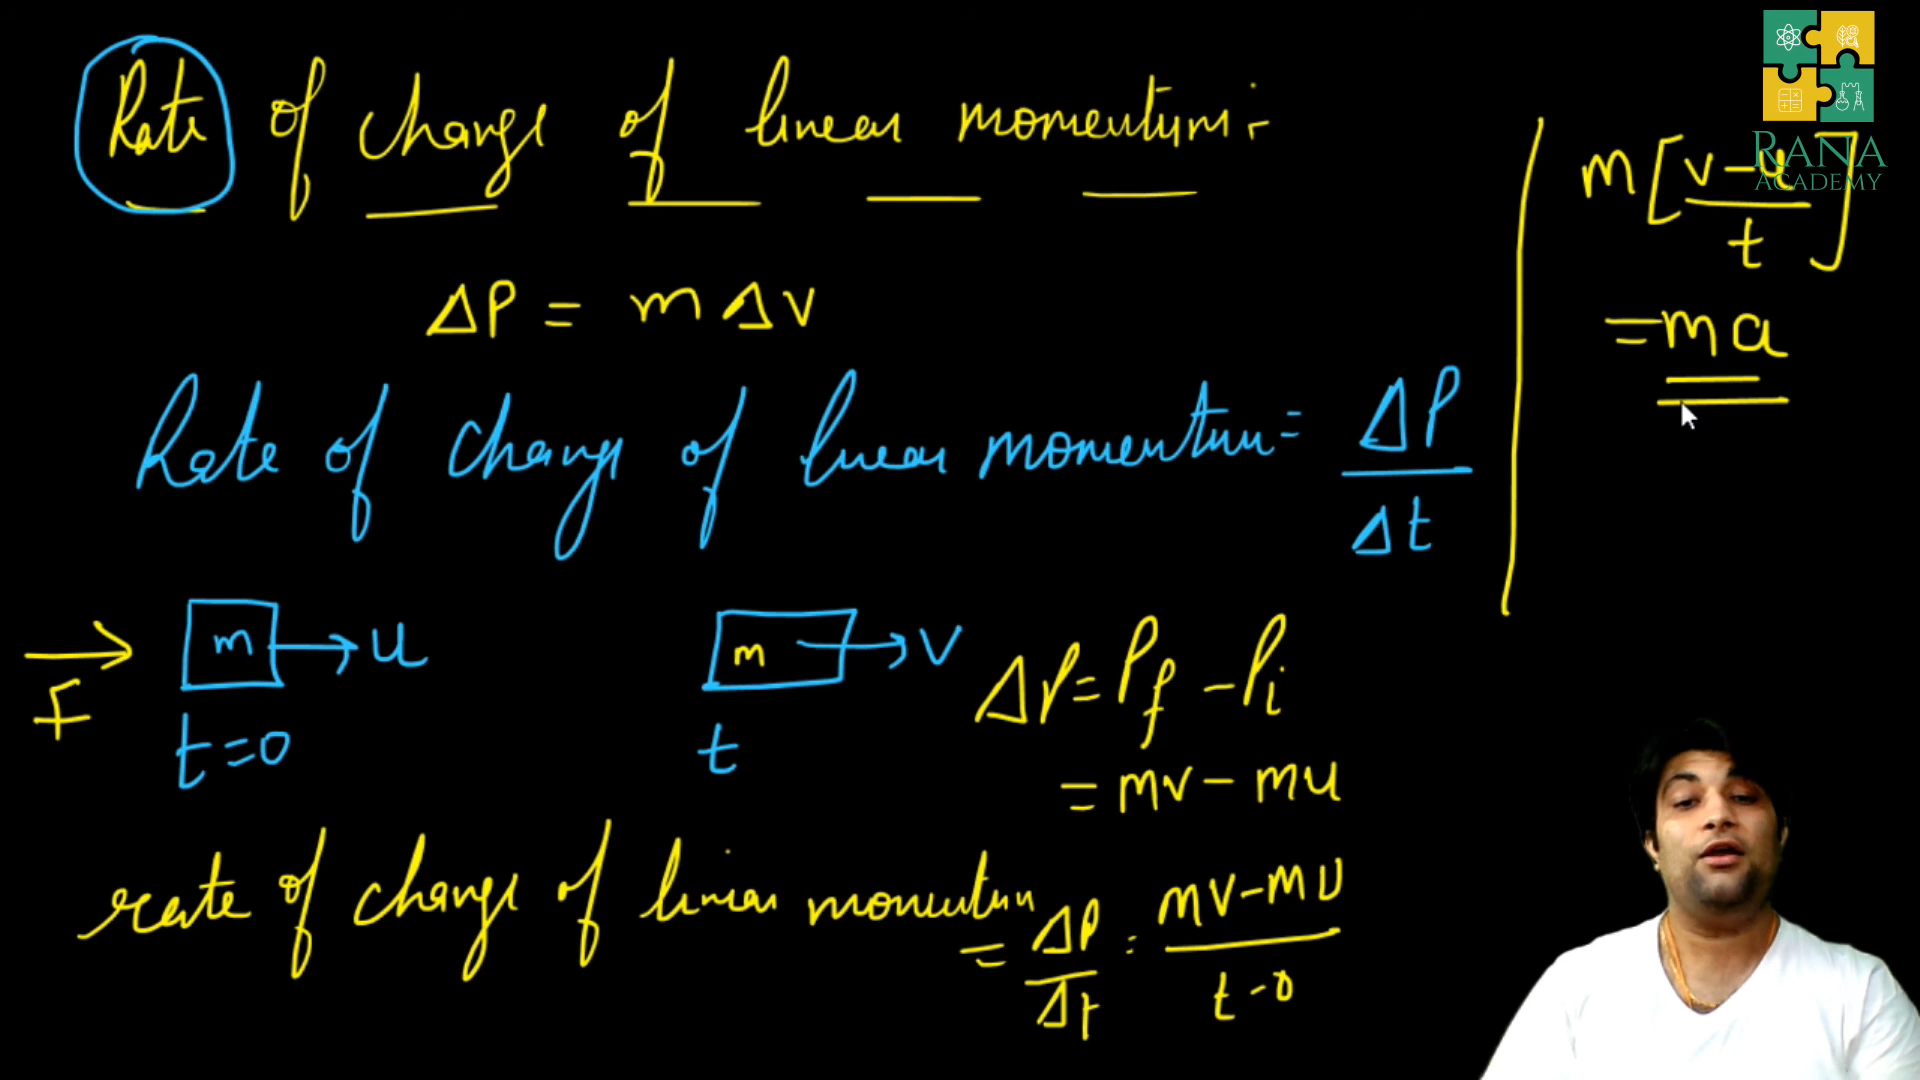 Rate of change of linear momentum:-
ΔP = m Δv
Rate of change of linear momentum = ΔP/Δt
F
m → u
t=0
m → v
t
ΔP = Pf - Pi
= mv - mu
rate of change of linear momentum
= ΔP/Δt = mv - mu / t-0
m[v-u/t]
= ma
RANA
ACADEMY